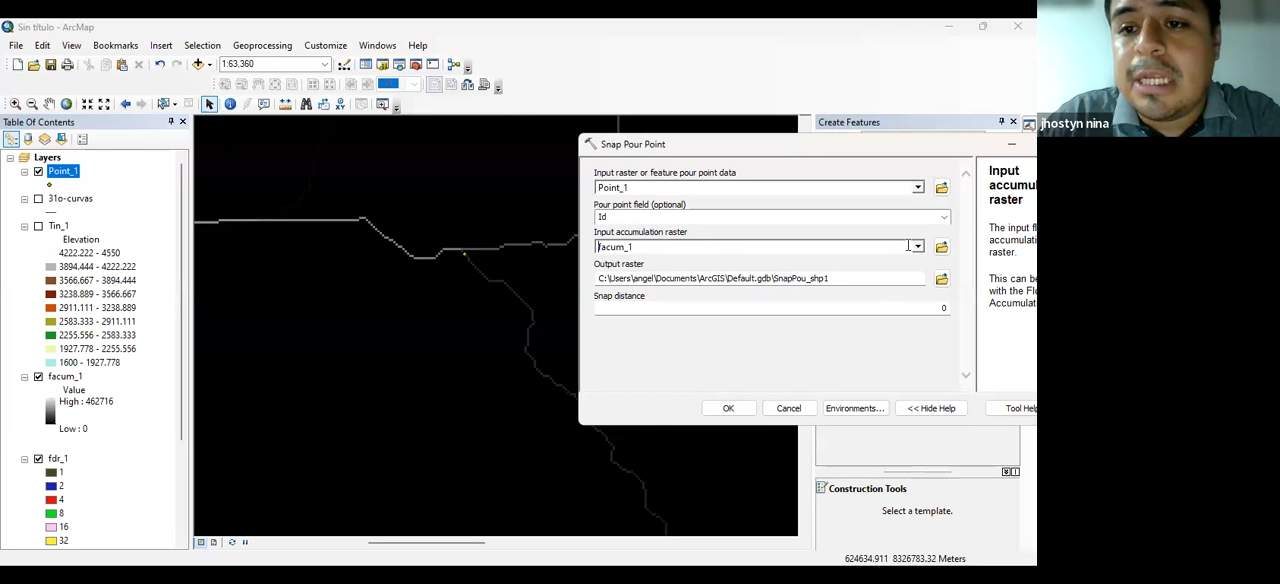 Sin título - ArcMap
File Edit View Bookmarks Insert Selection Geoprocessing Customize Windows Help
1:63,360
Table Of Contents
Layers
Point_1
31o-curvas
Tin_1
Elevation
4222.222 - 4550
3894.444 - 4222.222
3566.667 - 3894.444
3238.889 - 3566.667
2911.111 - 3238.889
2583.333 - 2911.111
2255.556 - 2583.333
1927.778 - 2255.556
1600 - 1927.778
facum_1
Value
High : 462716
Low : 0
fdr_1
1
2
4
8
16
32
Snap Pour Point
Input raster or feature pour point data
Point_1
Pour point field (optional)
Id
Input accumulation raster
facum_1
Output raster
C:\Users\angel\Documents\ArcGIS\Default.gdb\SnapPou_shp1
Snap distance
0
OK Cancel Environments... << Hide Help Tool Help
Input
accumu
raster
The input fl
accumulati
raster.
This can be
with the Flo
Accumulat
Create Features
Construction Tools
Select a template.
624634.911 8326783.32 Meters
jhostyn nina